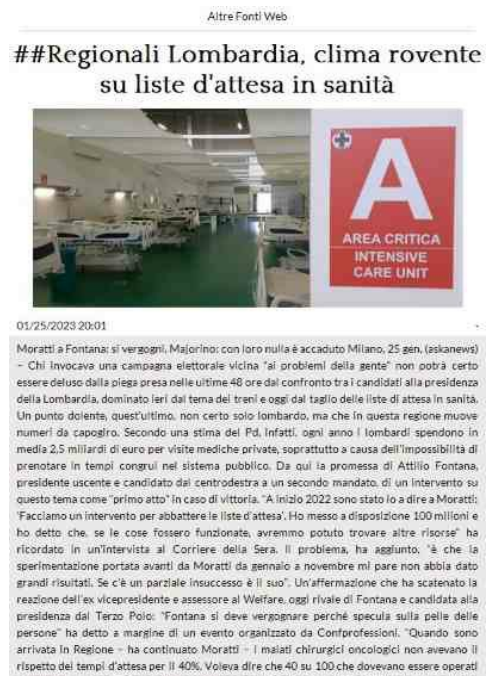 Altre Fonti Web
##Regionali Lombardia, clima rovente
su liste d'attesa in sanità
A
AREA CRITICA
INTENSIVE
CARE UNIT
01/25/2023 20:01
-
Moratti a Fontana: si vergogni. Majorino: con loro nulla è accaduto Milano, 25 gen. (askanews)
– Chi invocava una campagna elettorale vicina "ai problemi della gente" non potrà certo
essere deluso dalla piega presa nelle ultime 48 ore dal confronto tra i candidati alla presidenza
della Lombardia, dominato ieri dal tema dei treni e oggi dal taglio delle liste di attesa in sanità.
Un punto dolente, quest'ultimo, non certo solo lombardo, ma che in questa regione muove
numeri da capogiro. Secondo una stima del Pd, infatti, ogni anno i lombardi spendono in
media 2,5 miliardi di euro per visite mediche private, soprattutto a causa dell'impossibilità di
prenotare in tempi congrui nel sistema pubblico. Da qui la promessa di Attilio Fontana,
presidente uscente e candidato dal centrodestra a un secondo mandato, di un intervento su
questo tema come "primo atto" in caso di vittoria. "A inizio 2022 sono stato io a dire a Moratti:
'Facciamo un intervento per abbattere le liste d'attesa'. Ho messo a disposizione 100 milioni e
ho detto che, se le cose fossero funzionate, avremmo potuto trovare altre risorse" ha
ricordato in un'intervista al Corriere della Sera. Il problema, ha aggiunto, "è che la
sperimentazione portata avanti da Moratti da gennaio a novembre mi pare non abbia dato
grandi risultati. Se c'è un parziale insuccesso è il suo". Un'affermazione che ha scatenato la
reazione dell'ex vicepresidente e assessore al Welfare, oggi rivale di Fontana e candidata alla
presidenza dal Terzo Polo: "Fontana si deve vergognare perché specula sulla pelle delle
persone" ha detto a margine di un evento organizzato da Confprofessioni. "Quando sono
arrivata in Regione – ha continuato Moratti – i malati chirurgici oncologici non avevano il
rispetto dei tempi d'attesa per il 40%. Voleva dire che 40 su 100 che dovevano essere operati